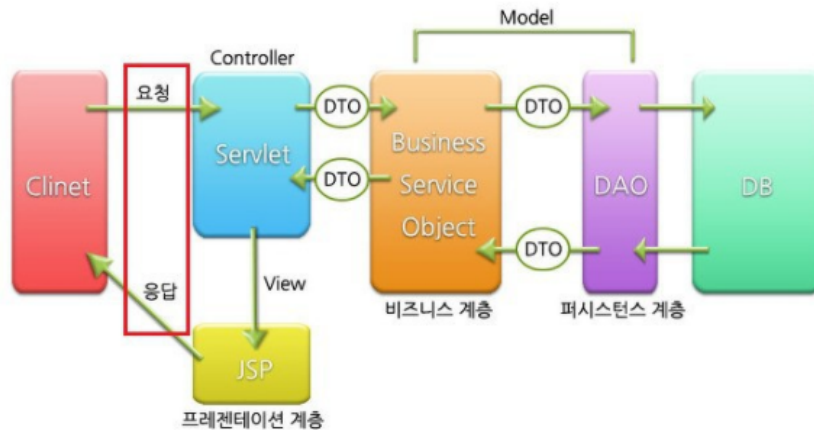 Model
Controller
요청
Clinet
Servlet
DTO
DTO
Business
Service
Object
DTO
DTO
DAO
DB
응답
View
JSP
비즈니스 계층
퍼시스턴스 계층
프레젠테이션 계층